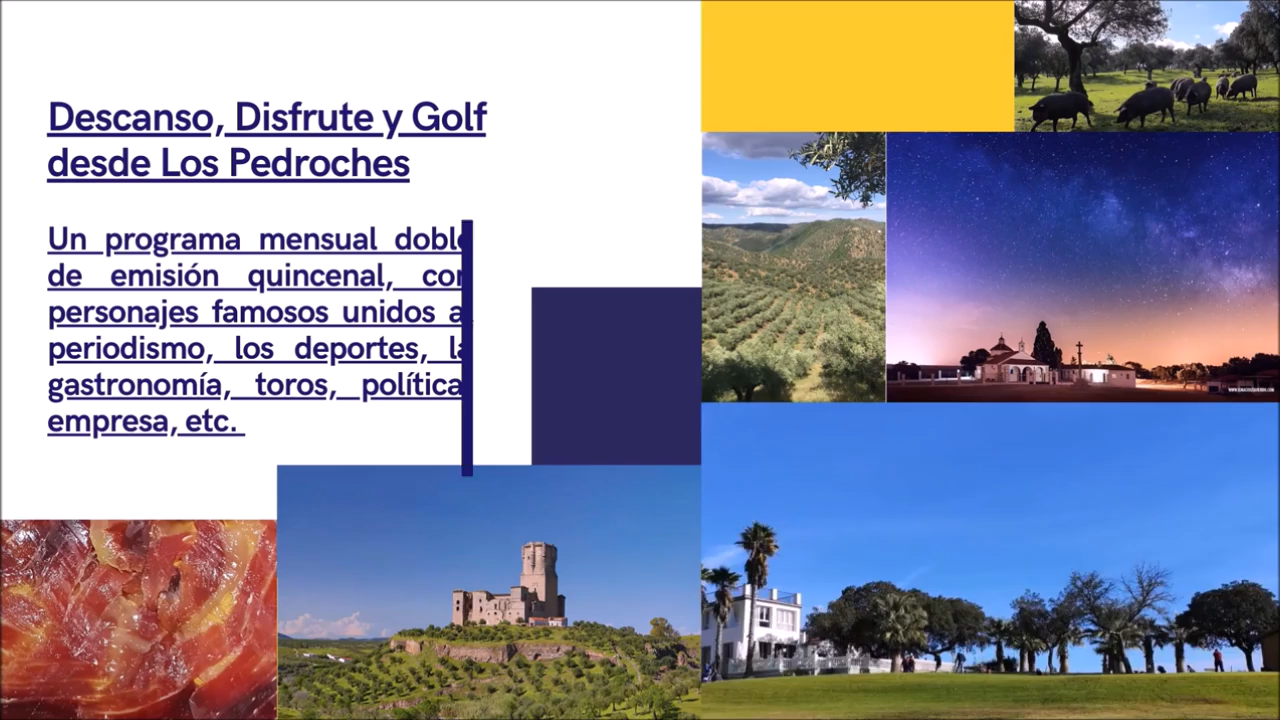 Descanso, Disfrute y Golf
desde Los Pedroches
Un programa mensual doble
de emisión quincenal, con
personajes famosos unidos al
periodismo, los deportes, la
gastronomía, toros, política
empresa, etc.